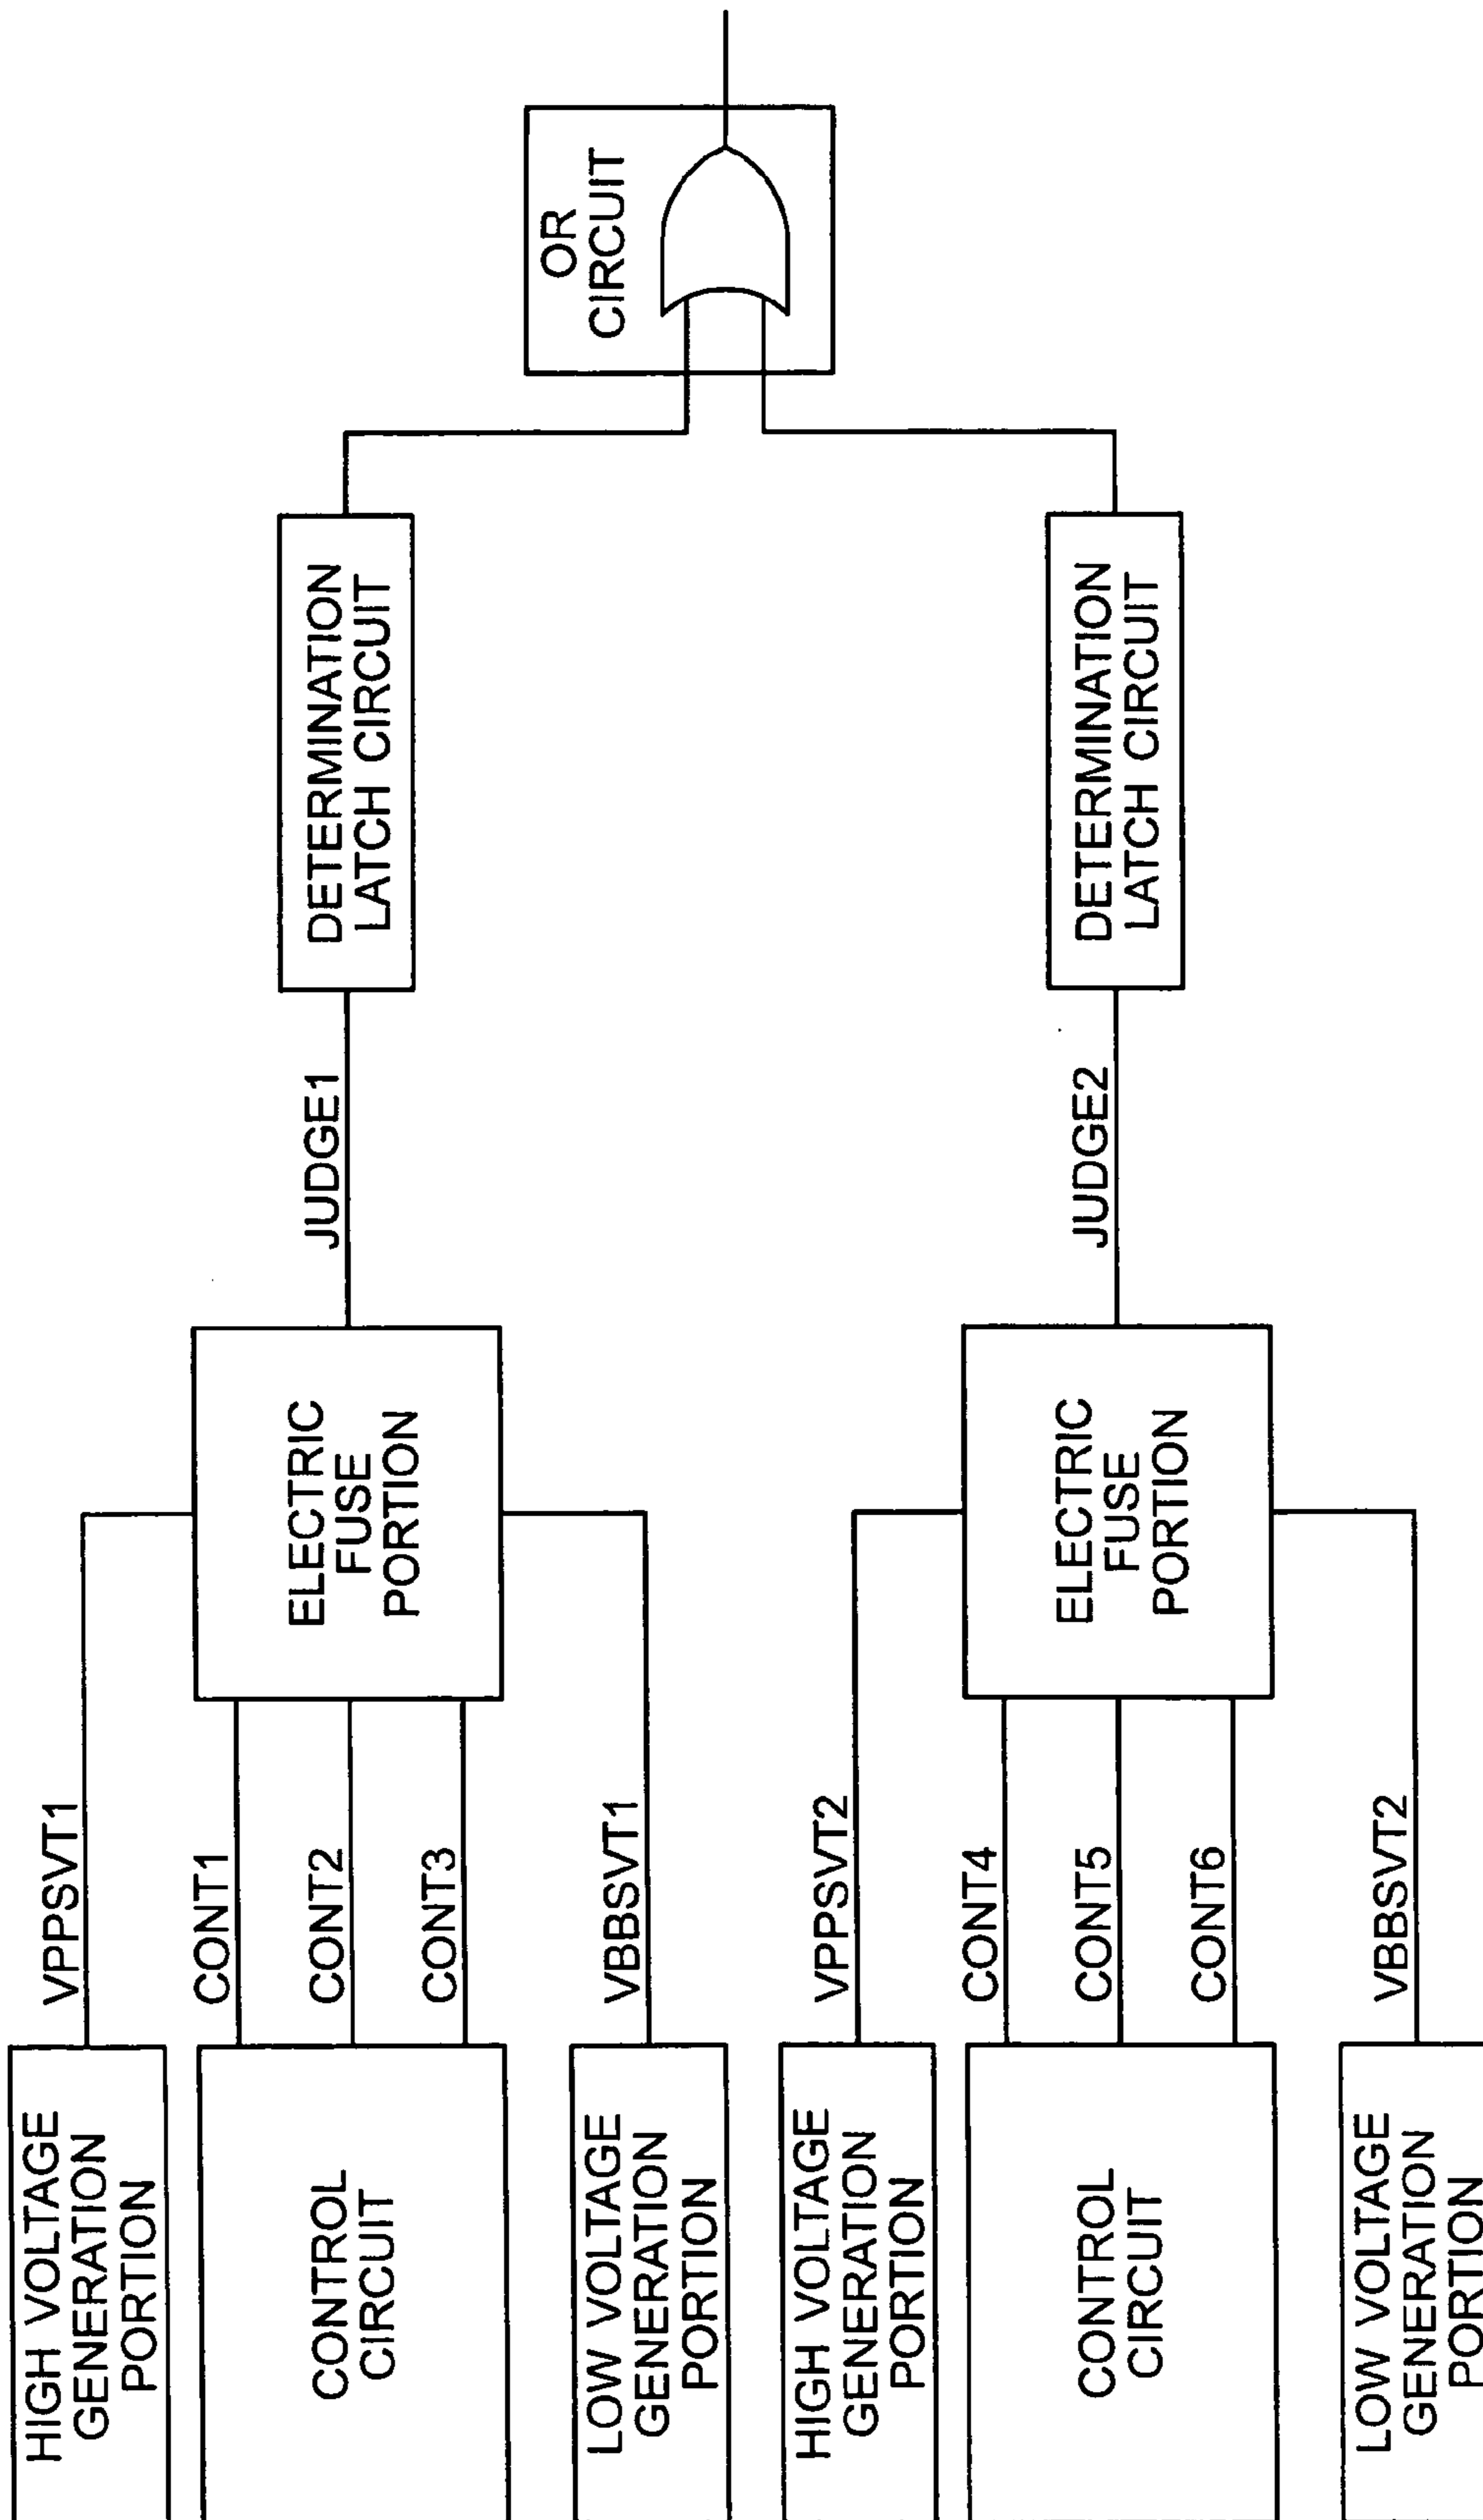 HIGH VOLTAGE
GENERATION
PORTION
VPPSVT1
CONTROL
CIRCUIT
CONT1
CONT2
CONT3
LOW VOLTAGE
GENERATION
PORTION
VBBSVT1
ELECTRIC
FUSE
PORTION
JUDGE1
DETERMINATION
LATCH CIRCUIT
OR
CIRCUIT
HIGH VOLTAGE
GENERATION
PORTION
VPPSVT2
CONTROL
CIRCUIT
CONT4
CONT5
CONT6
LOW VOLTAGE
GENERATION
PORTION
VBBSVT2
ELECTRIC
FUSE
PORTION
JUDGE2
DETERMINATION
LATCH CIRCUIT